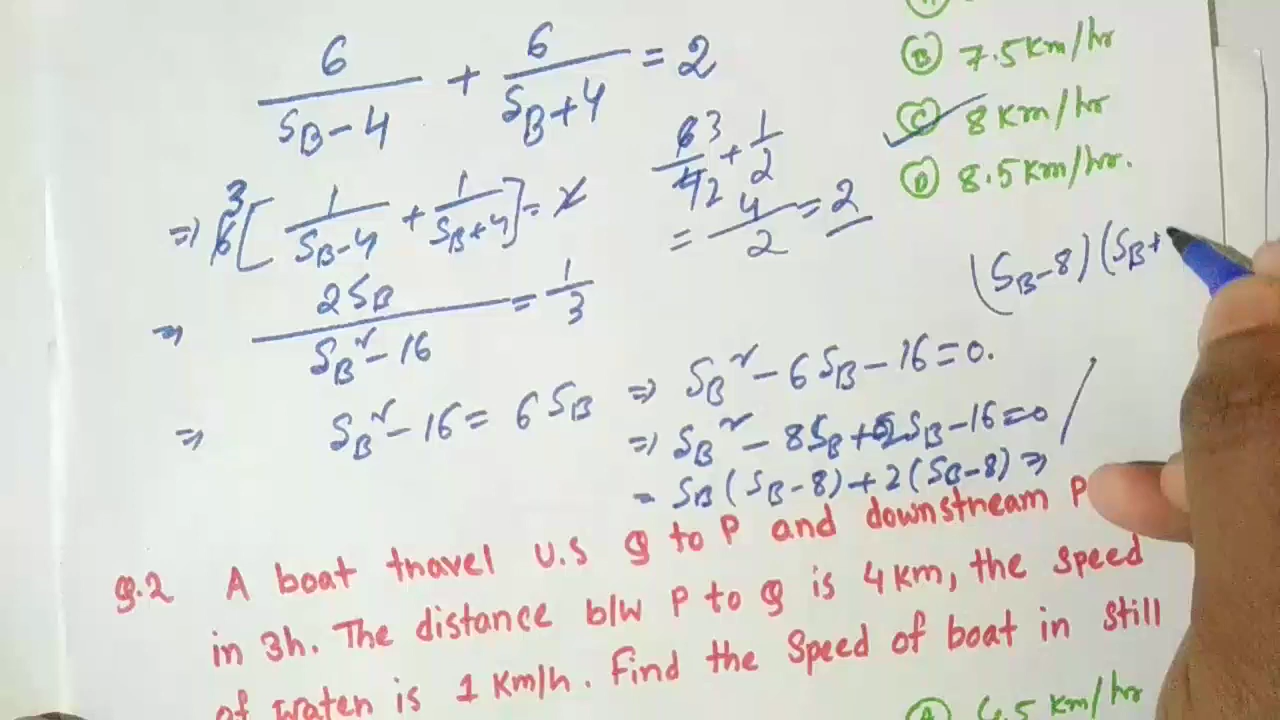 6/(S_B-4) + 6/(S_B+4) = 2
Ⓑ 7.5 Km/hr
Ⓒ 8 Km/hr
Ⓓ 8.5 Km/hr.
6 3/4 2 + 1/2
= 4/2 = 2
⇒ 6 3 [ 1/(S_B-4) + 1/(S_B+4) ] = 2
⇒ 2S_B/(S_B²-16) = 1/3
(S_B-8)(S_B+
⇒ S_B²-16 = 6S_B ⇒ S_B²-6S_B-16=0.
⇒ S_B²-8S_B+2S_B-16=0
= S_B(S_B-8)+2(S_B-8) ⇒
Q.2 A boat travel U.S Q to P and downstream P
in 3h. The distance b/w P to Q is 4 Km, the speed
of water is 1 Km/h. Find the speed of boat in still
Ⓐ 4.5 Km/hr